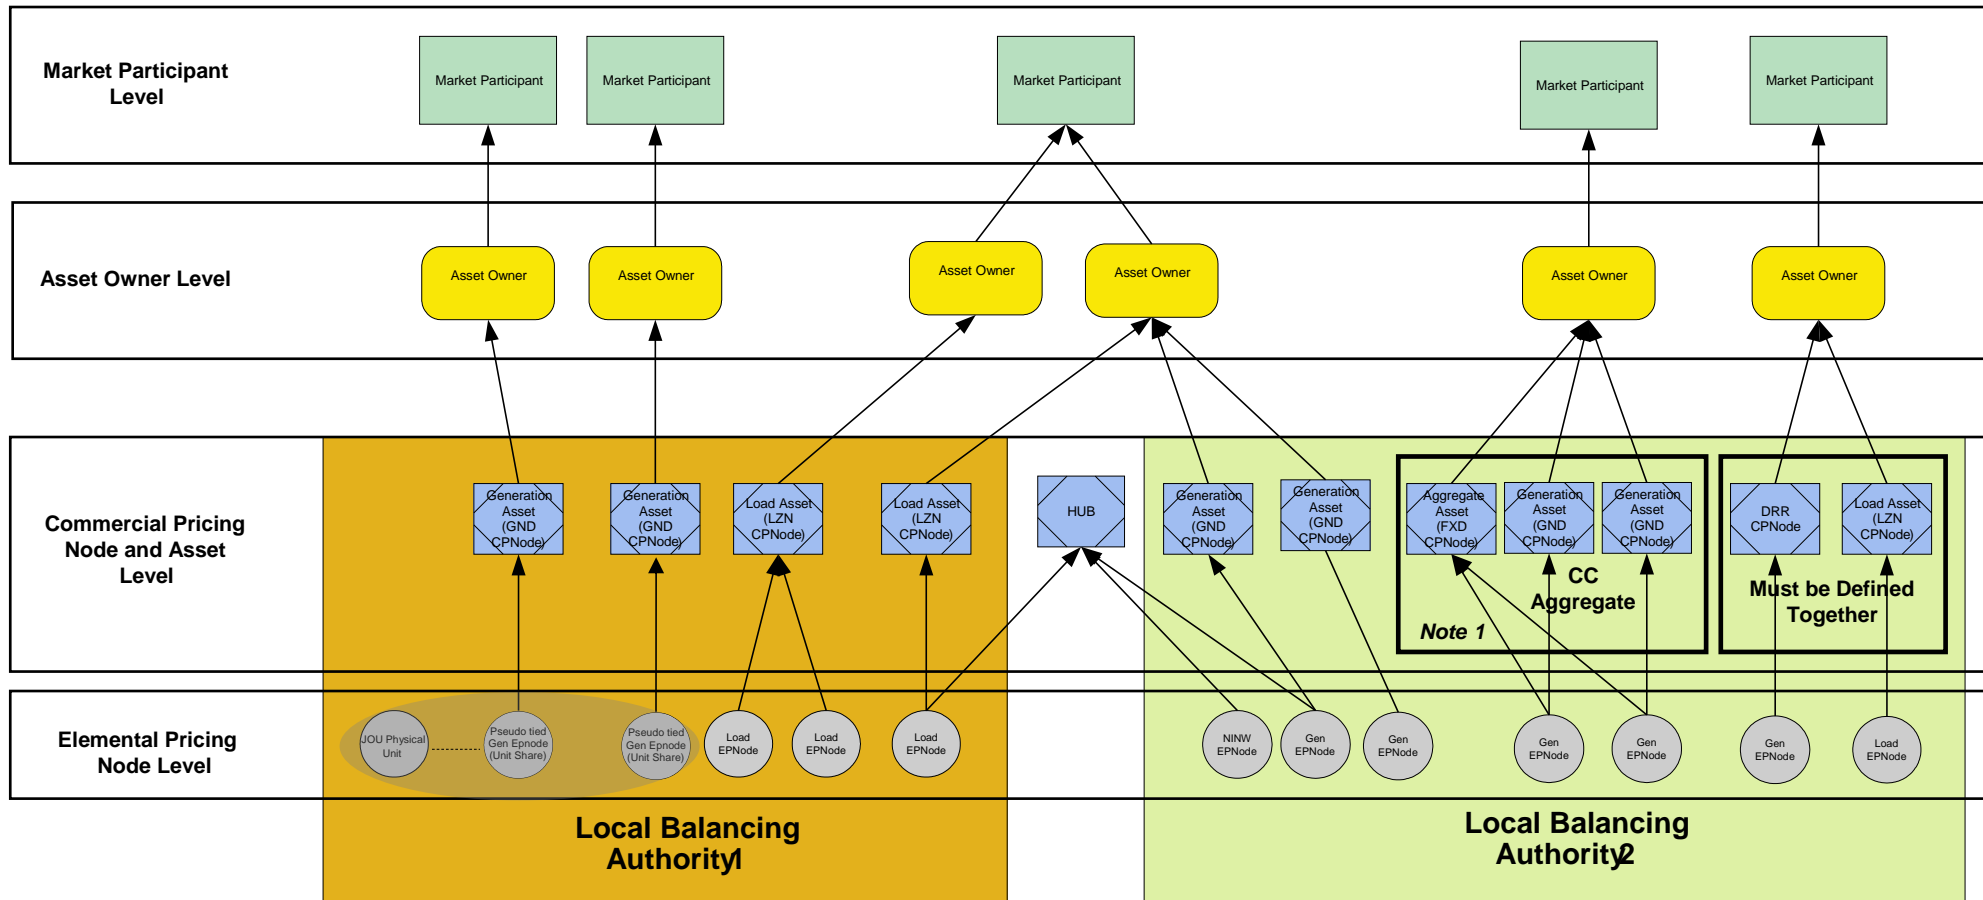 Market Participant
Level
Market Participant
Market Participant
Market Participant
Market Participant
Market Participant
Asset Owner Level
Asset Owner
Asset Owner
Asset Owner
Asset Owner
Asset Owner
Asset Owner
Commercial Pricing
Node and Asset
Level
Generation
Asset
(GND
CPNode)
Generation
Asset
(GND
CPNode)
Load Asset
(LZN
CPNode)
Load Asset
(LZN
CPNode)
HUB
Generation
Asset
(GND
CPNode)
Generation
Asset
(GND
CPNode)
Aggregate
Asset
(FXD
CPNode)
Generation
Asset
(GND
CPNode)
Generation
Asset
(GND
CPNode)
CC
Aggregate
Note 1
DRR
CPNode
Load Asset
(LZN
CPNode)
Must be Defined
Together
Elemental Pricing
Node Level
JOU Physical
Unit
Pseudo tied
Gen Epnode
(Unit Share)
Pseudo tied
Gen Epnode
(Unit Share)
Load
EPNode
Load
EPNode
Load
EPNode
NINW
EPNode
Gen
EPNode
Gen
EPNode
Gen
EPNode
Gen
EPNode
Gen
EPNode
Load
EPNode
Local Balancing
Authority1
Local Balancing
Authority2